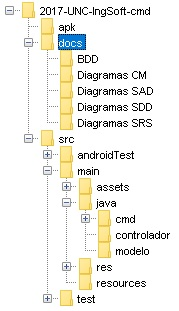 2017-UNC-IngSoft-cmd
apk
docs
BDD
Diagramas CM
Diagramas SAD
Diagramas SDD
Diagramas SRS
src
androidTest
main
assets
java
cmd
controlador
modelo
res
resources
test